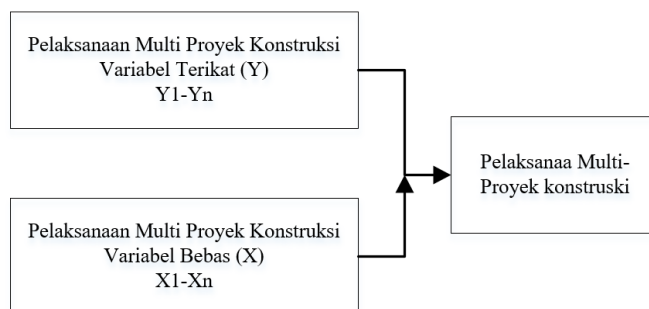 Pelaksanaan Multi Proyek Konstruksi
Variabel Terikat (Y)
Y1-Yn
Pelaksanaa Multi-
Proyek konstruski
Pelaksanaan Multi Proyek Konstruksi
Variabel Bebas (X)
X1-Xn